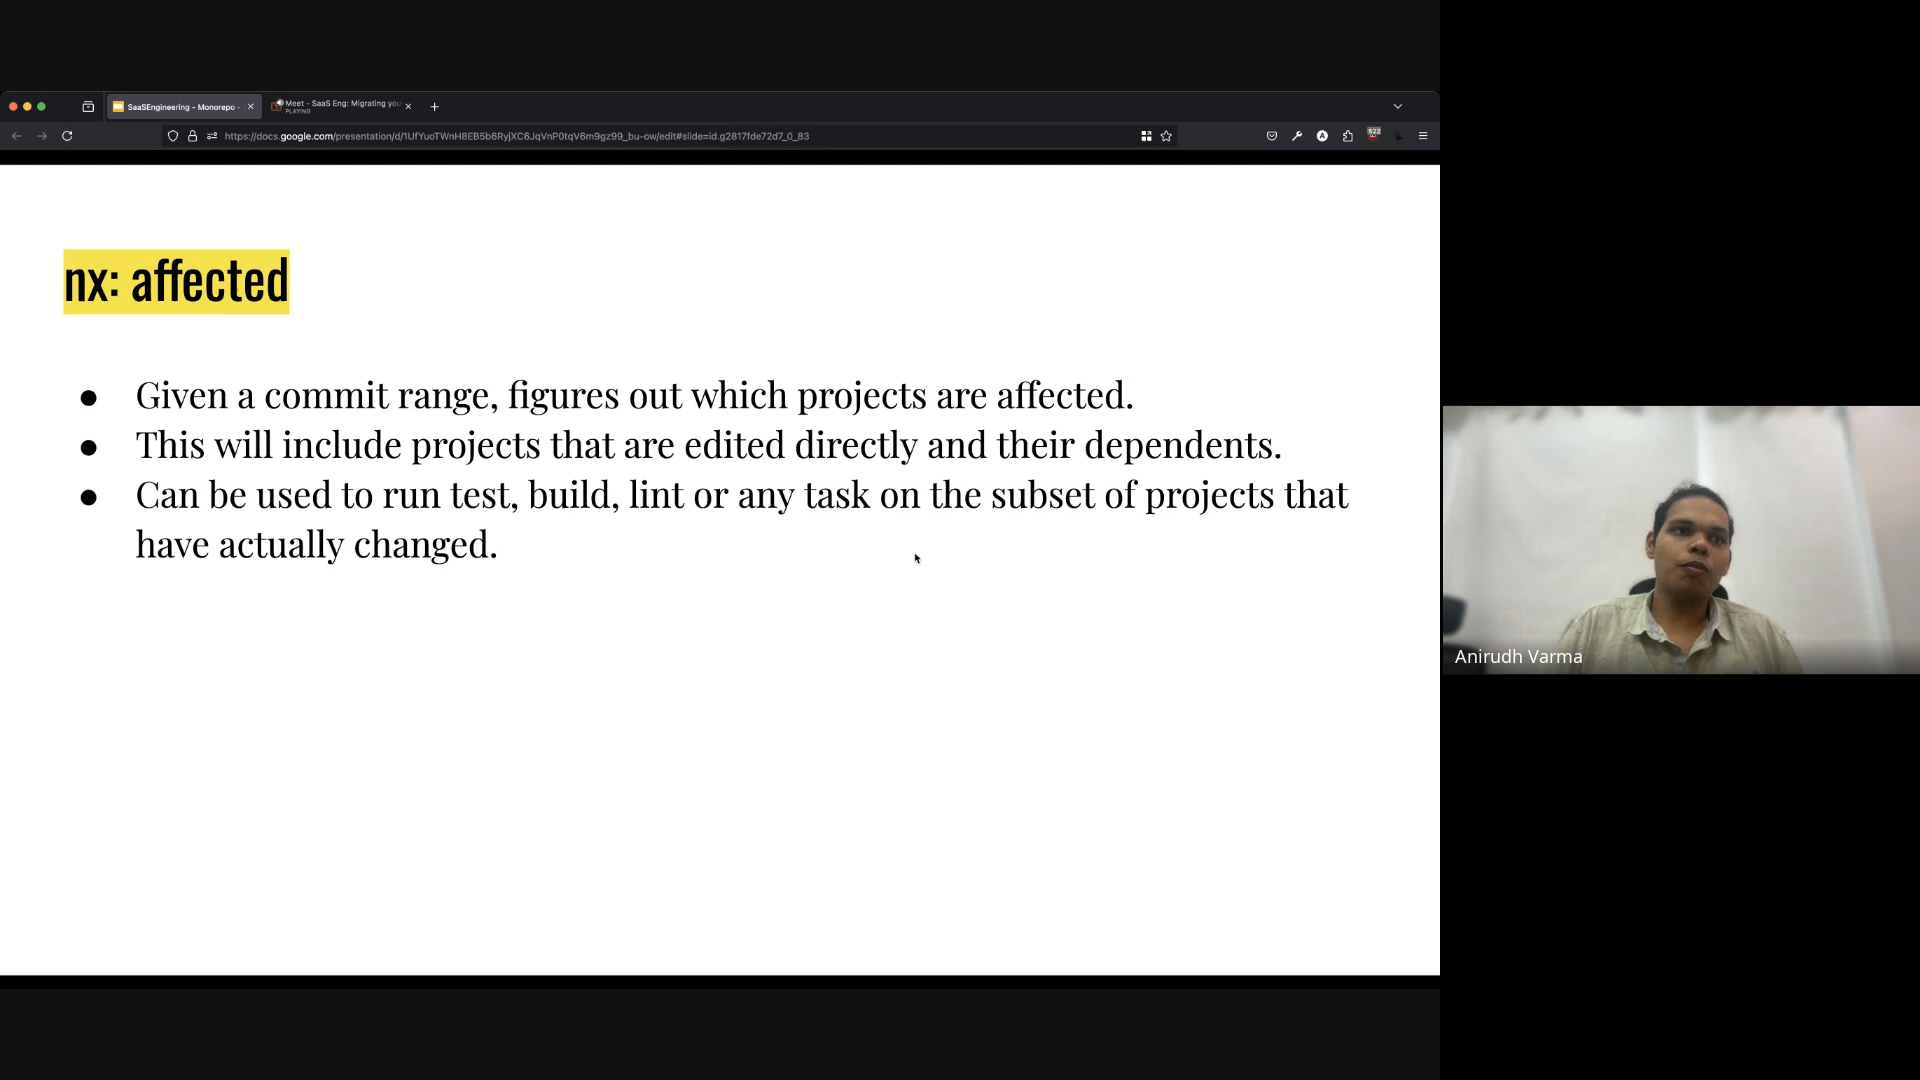 SaaSEngineering - Monorepo -
Meet - SaaS Eng: Migrating you
PLAYING
https://docs.google.com/presentation/d/1UfYuoTWnH8EB5b6RyjXC6JqVnP0tqV6m9gz99_bu-ow/edit#slide=id.g2817fde72d7_0_83
622
nx: affected
● Given a commit range, figures out which projects are affected.
● This will include projects that are edited directly and their dependents.
● Can be used to run test, build, lint or any task on the subset of projects that
have actually changed.
Anirudh Varma